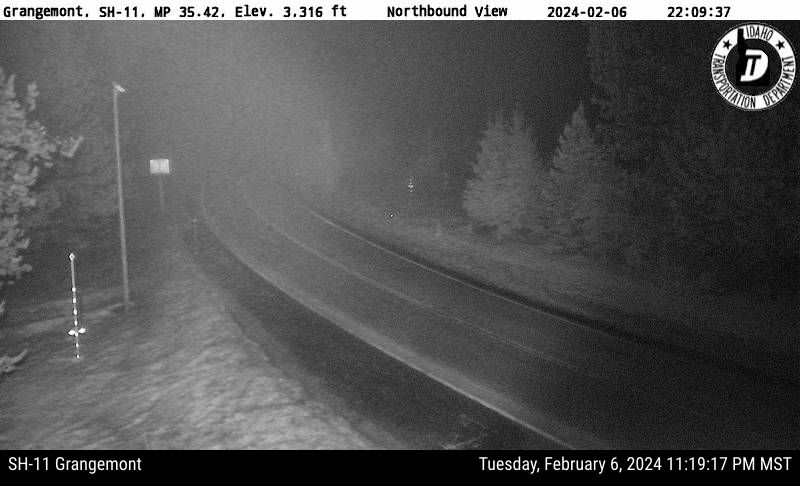 Grangemont, SH-11, MP 35.42, Elev. 3,316 ft Northbound View 2024-02-06 22:09:37
IDAHO
TRANSPORTATION DEPARTMENT
SH-11 Grangemont
Tuesday, February 6, 2024 11:19:17 PM MST